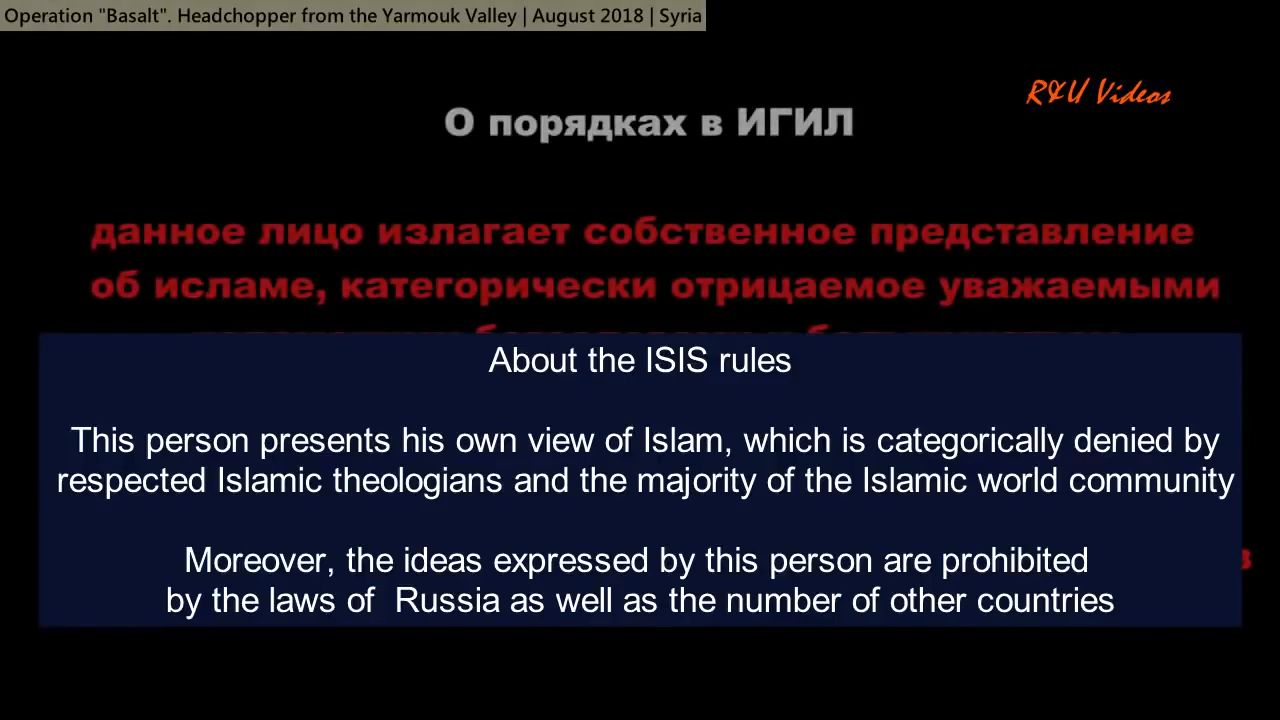 Operation "Basalt". Headchopper from the Yarmouk Valley | August 2018 | Syria
R&U Videos
О порядках в ИГИЛ
данное лицо излагает собственное представление
об исламе, категорически отрицаемое уважаемыми
About the ISIS rules
This person presents his own view of Islam, which is categorically denied by
respected Islamic theologians and the majority of the Islamic world community
Moreover, the ideas expressed by this person are prohibited
by the laws of Russia as well as the number of other countries